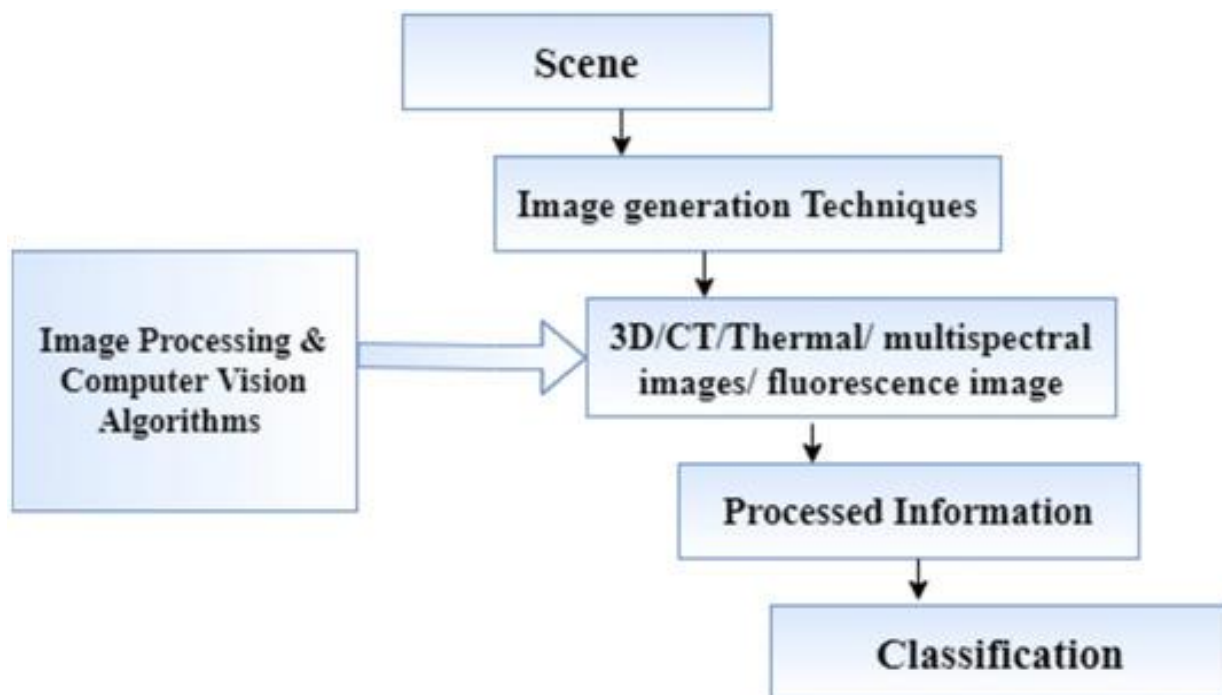 Scene
Image generation Techniques
Image Processing &
Computer Vision
Algorithms
3D/CT/Thermal/ multispectral
images/ fluorescence image
Processed Information
Classification